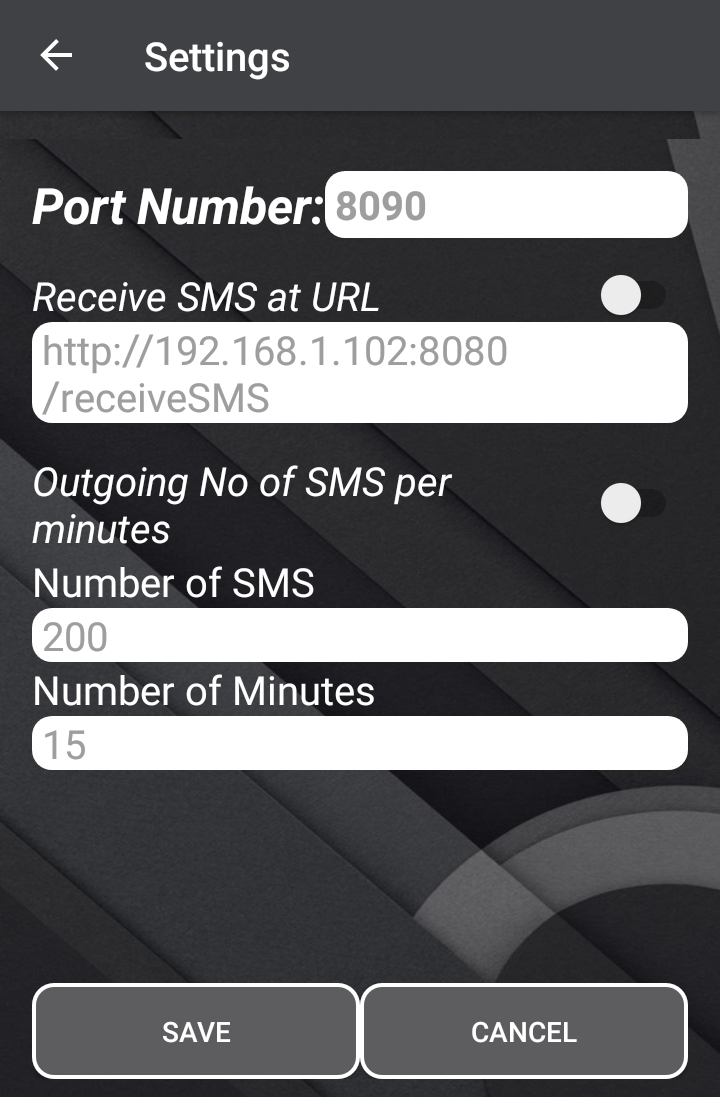 Settings
Port Number: 8090
Receive SMS at URL
http://192.168.1.102:8080
/receiveSMS
Outgoing No of SMS per
minutes
Number of SMS
200
Number of Minutes
15
SAVE CANCEL